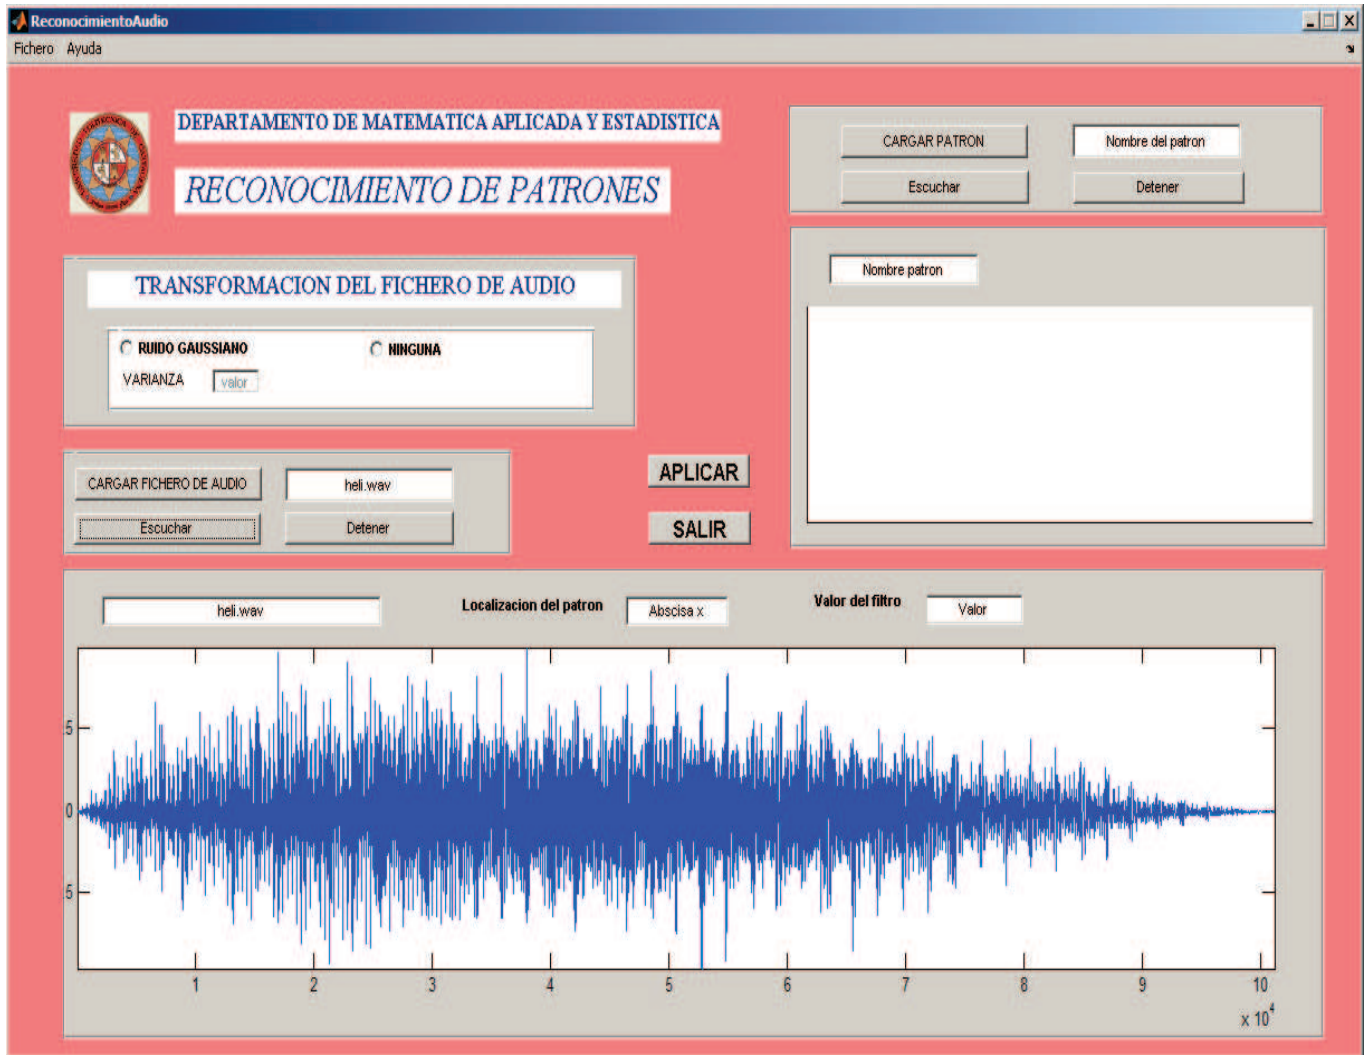 ReconocimientoAudio
Fichero Ayuda
DEPARTAMENTO DE MATEMATICA APLICADA Y ESTADISTICA
RECONOCIMIENTO DE PATRONES
CARGAR PATRON Nombre del patron
Escuchar Detener
Nombre patron
TRANSFORMACION DEL FICHERO DE AUDIO
RUIDO GAUSSIANO NINGUNA
VARIANZA valor
CARGAR FICHERO DE AUDIO heli.wav
Escuchar Detener
APLICAR
SALIR
heli.wav Localizacion del patron Abscisa x Valor del filtro Valor
.5
0
.5
1 2 3 4 5 6 7 8 9 10
x 10^4